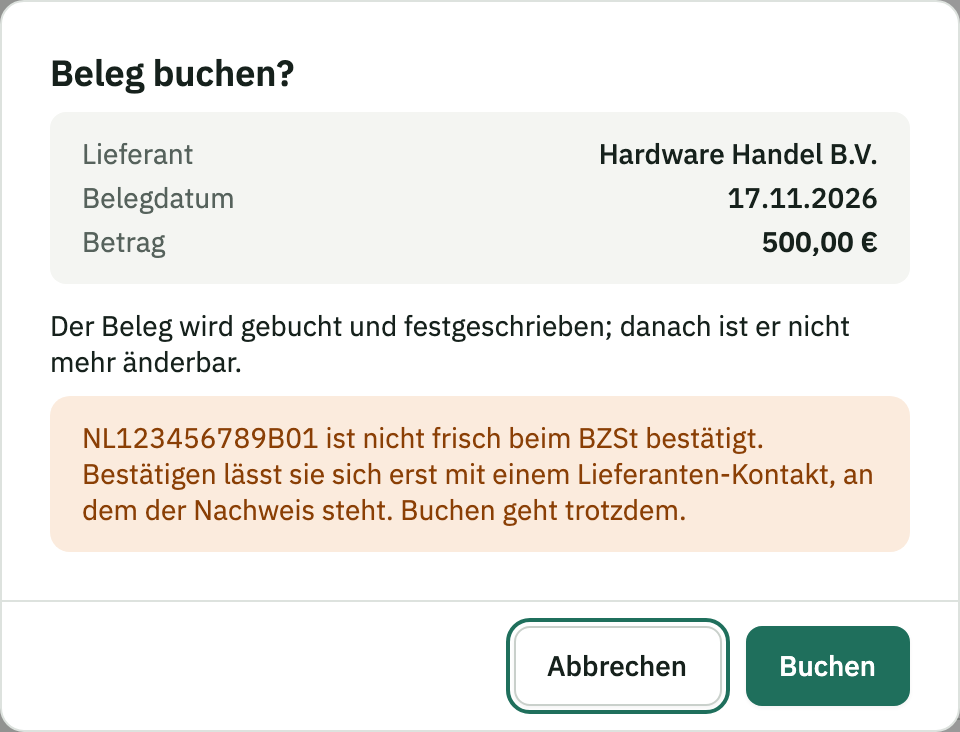 Beleg buchen?
Lieferant Hardware Handel B.V.
Belegdatum 17.11.2026
Betrag 500,00 €
Der Beleg wird gebucht und festgeschrieben; danach ist er nicht
mehr änderbar.
NL123456789B01 ist nicht frisch beim BZSt bestätigt.
Bestätigen lässt sie sich erst mit einem Lieferanten-Kontakt, an
dem der Nachweis steht. Buchen geht trotzdem.
Abbrechen Buchen